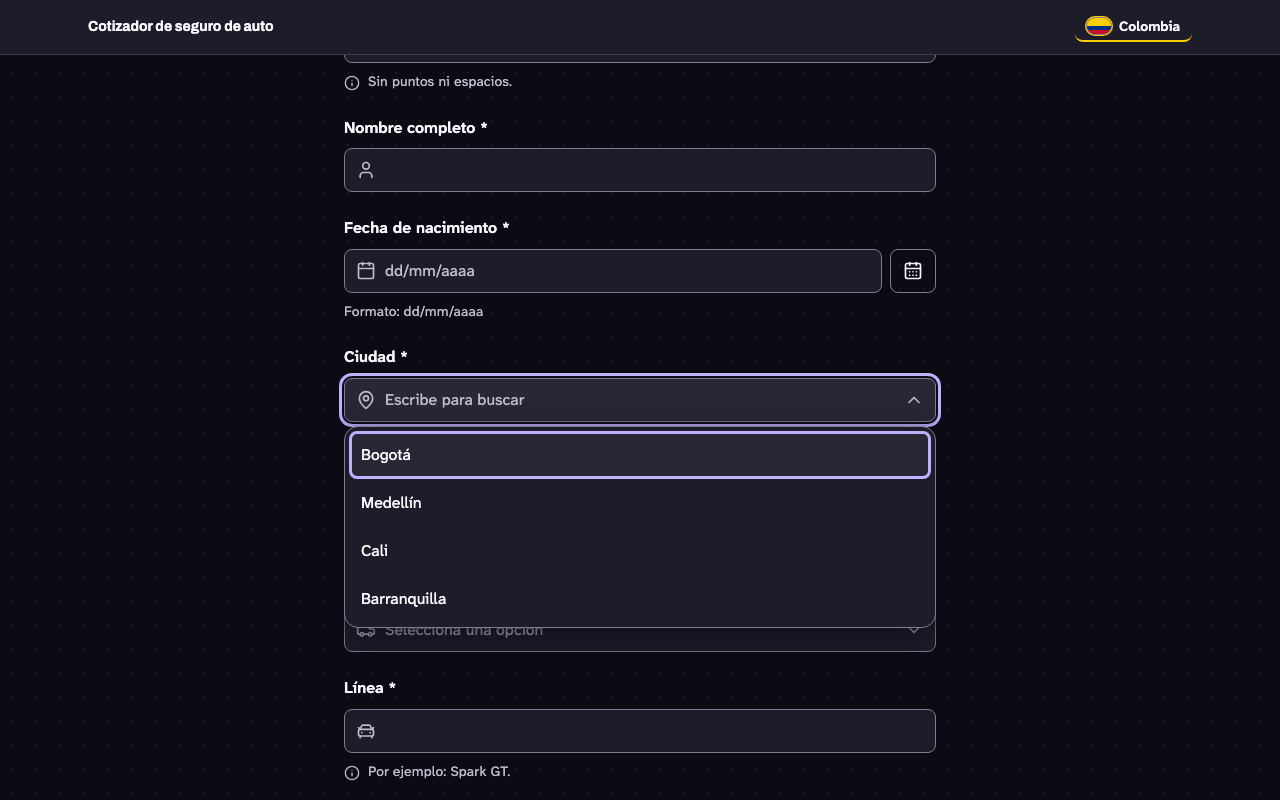 Cotizador de seguro de auto
Colombia
Sin puntos ni espacios.
Nombre completo *
Fecha de nacimiento *
dd/mm/aaaa
Formato: dd/mm/aaaa
Ciudad *
Escribe para buscar
Bogotá
Medellín
Cali
Barranquilla
Selecciona una opción
Línea *
Por ejemplo: Spark GT.